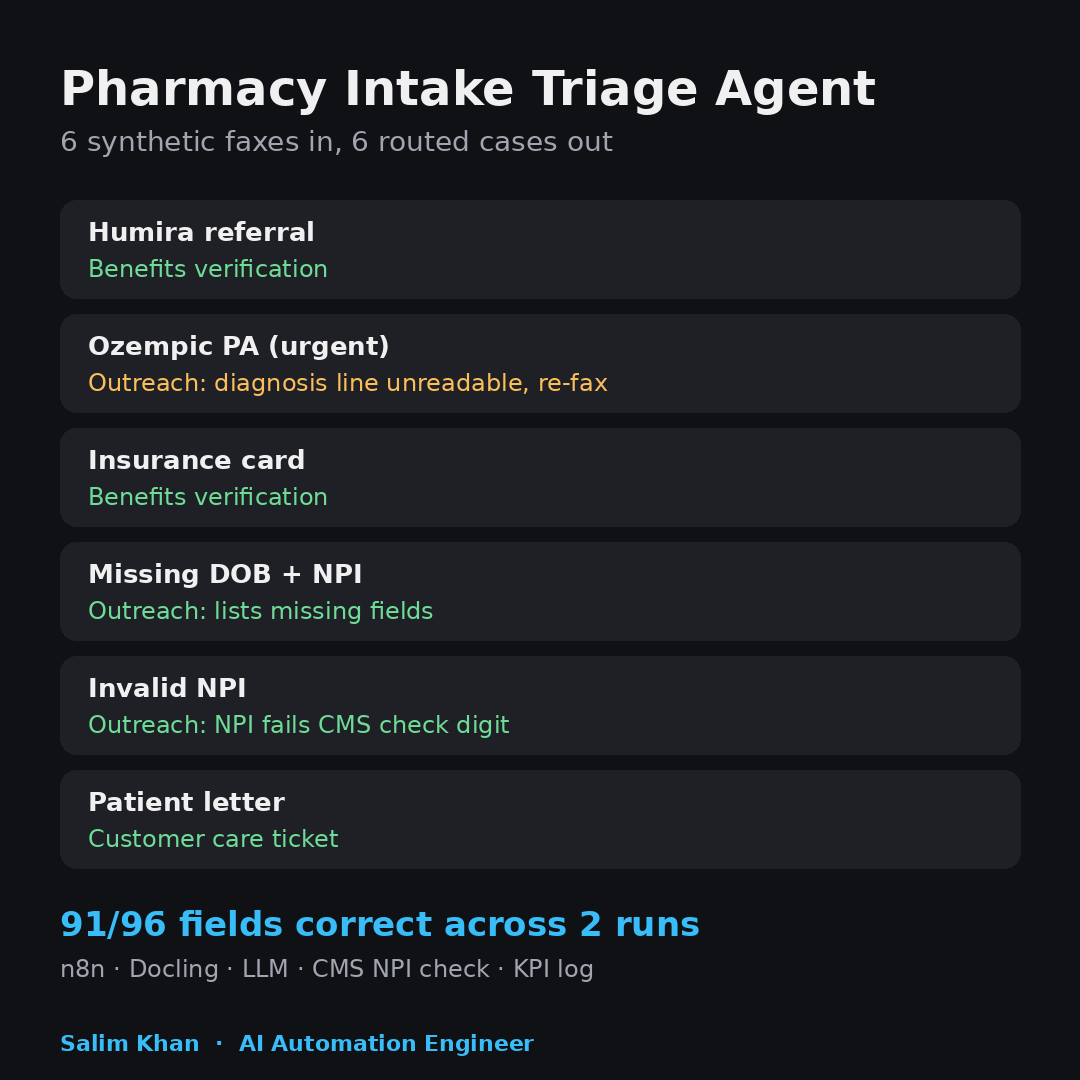 Pharmacy Intake Triage Agent
6 synthetic faxes in, 6 routed cases out
Humira referral
Benefits verification
Ozempic PA (urgent)
Outreach: diagnosis line unreadable, re-fax
Insurance card
Benefits verification
Missing DOB + NPI
Outreach: lists missing fields
Invalid NPI
Outreach: NPI fails CMS check digit
Patient letter
Customer care ticket
91/96 fields correct across 2 runs
n8n · Docling · LLM · CMS NPI check · KPI log
Salim Khan · AI Automation Engineer